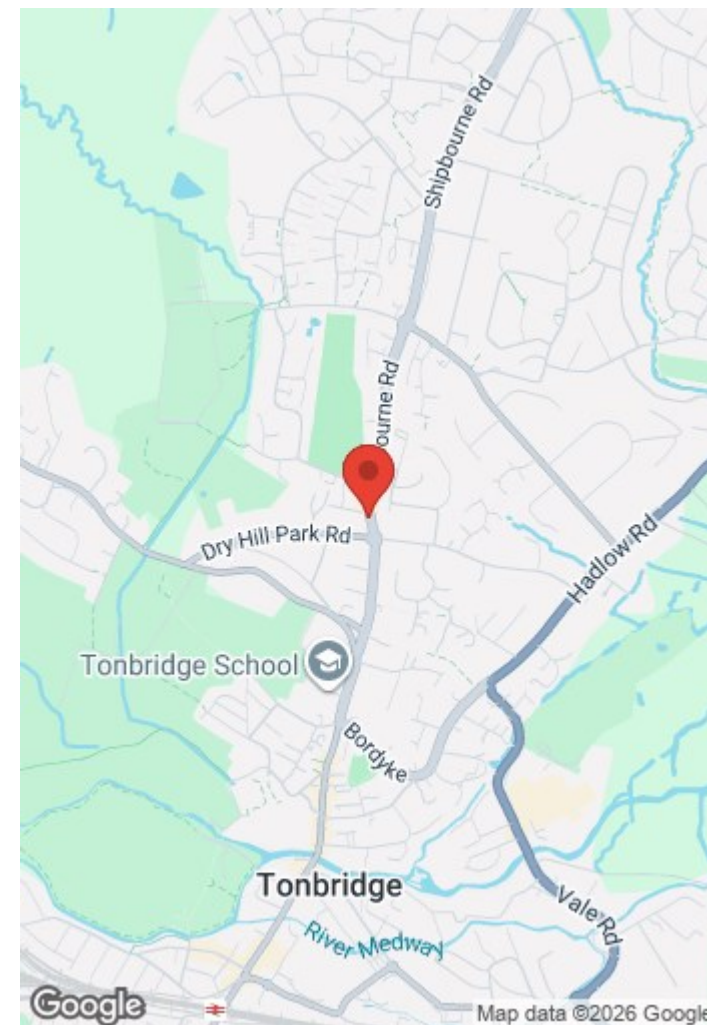 Shipbourne Rd
ourne Rd
Dry Hill Park Rd
Hadlow Rd
Tonbridge School
Bordyke
Tonbridge
Vale Rd
River Medway
Google
Map data ©2026 Google